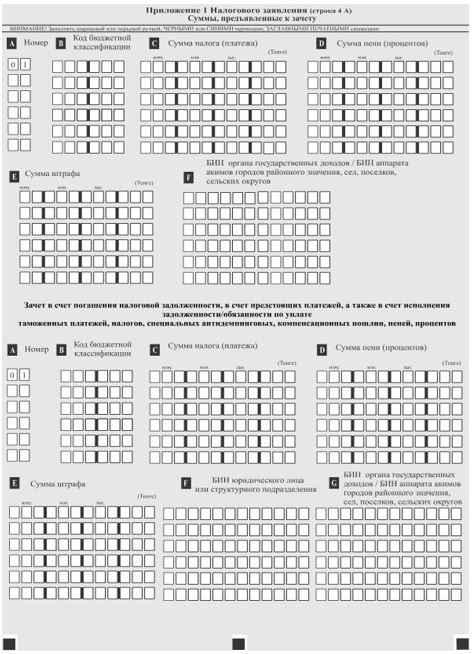 Приложение 1 Налогового заявления (строка 4 А)
Суммы, предъявленные к зачету
ВНИМАНИЕ! Заполнять шариковой или перьевой ручкой, ЧЕРНЫМИ или СИНИМИ чернилами, ЗАГЛАВНЫМИ ПЕЧАТНЫМИ символами.
A Номер B Код бюджетной классификации C Сумма налога (платежа) D Сумма пени (процентов)
(Тенге) (Тенге)
млрд млн тыс млрд млн тыс
0 1
E Сумма штрафа F БИН органа государственных доходов / БИН аппарата
акимов городов районного значения, сел, поселков,
сельских округов
(Тенге)
млрд млн тыс
Зачет в счет погашения налоговой задолженности, в счет предстоящих платежей, а также в счет исполнения
задолженности/обязанности по уплате
таможенных платежей, налогов, специальных антидемпинговых, компенсационных пошлин, пеней, процентов
A Номер B Код бюджетной классификации C Сумма налога (платежа) D Сумма пени (процентов)
(Тенге) (Тенге)
млрд млн тыс млрд млн тыс
0 1
E Сумма штрафа F БИН юридического лица
или структурного подразделения
G БИН органа государственных
доходов / БИН аппарата акимов
городов районного значения,
сел, поселков, сельских округов
(Тенге)
млрд млн тыс